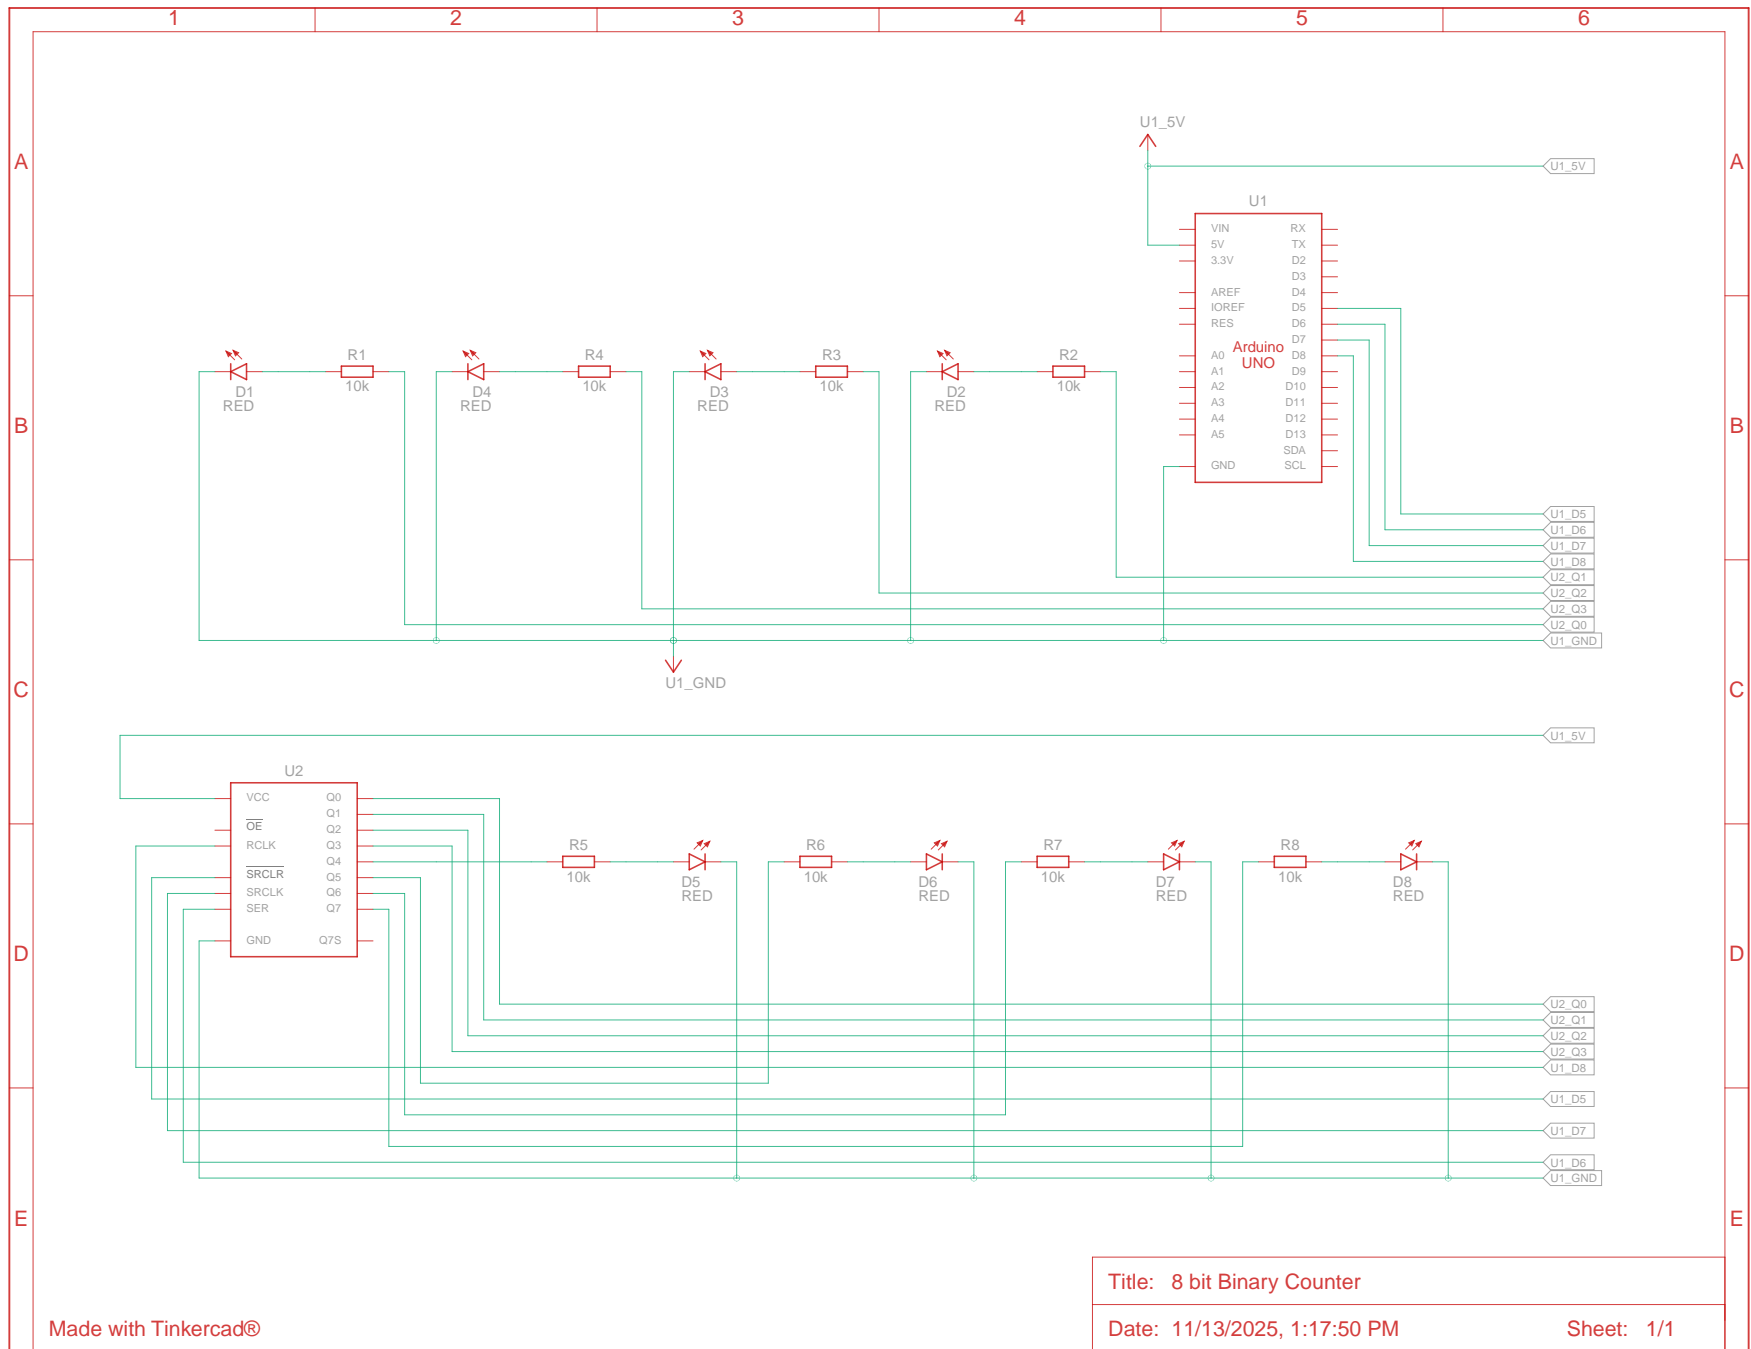 1 2 3 4 5 6
U1_5V
A A
U1_5V
U1
VIN RX
5V TX
3.3V D2
D3
AREF D4
IOREF D5
RES D6
D7
Arduino
UNO
A0 D8
A1 D9
A2 D10
A3 D11
A4 D12
A5 D13
SDA
GND SCL
R1 R4 R3 R2
10k 10k 10k 10k
D1 D4 D3 D2
RED RED RED RED
B B
U1_D5
U1_D6
U1_D7
U1_D8
U2_Q1
U2_Q2
U2_Q3
U2_Q0
U1_GND
U1_GND
C C
U1_5V
U2
VCC Q0
Q1
OE Q2
RCLK Q3
Q4
SRCLR Q5
SRCLK Q6
SER Q7
GND Q7S
R5 R6 R7 R8
10k 10k 10k 10k
D5 D6 D7 D8
RED RED RED RED
D D
U2_Q0
U2_Q1
U2_Q2
U2_Q3
U1_D8
U1_D5
U1_D7
U1_D6
U1_GND
E E
Title: 8 bit Binary Counter
Made with Tinkercad®
Date: 11/13/2025, 1:17:50 PM Sheet: 1/1